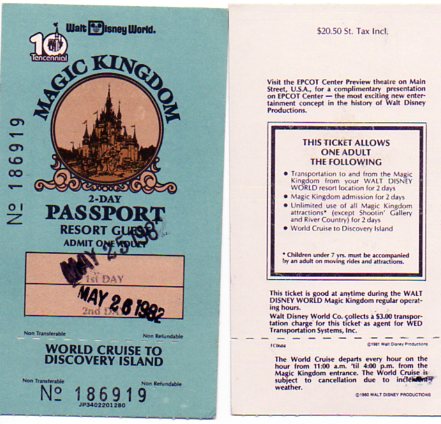 Walt Disney World.
10
Tencennial
MAGIC KINGDOM
No 186919
2-DAY
PASSPORT
RESORT GUEST
ADMIT ONE ADULT
MAY 25 1982
1st DAY
MAY 26 1982
2nd DAY
Non Transferable Non Refundable
WORLD CRUISE TO
DISCOVERY ISLAND
Non Transferable Non Refundable
No 186919
JP3402201280
$20.50 St. Tax Incl.
Visit the EPCOT Center Preview theatre on Main
Street, U.S.A., for a complimentary presentation
on EPCOT Center — the most exciting new enter-
tainment concept in the history of Walt Disney
Productions.
THIS TICKET ALLOWS
ONE ADULT
THE FOLLOWING
• Transportation to and from the Magic
Kingdom from your WALT DISNEY
WORLD resort location for 2 days
• Magic Kingdom admission for 2 days
• Unlimited use of all Magic Kingdom
attractions* (except Shootin' Gallery
and River Country) for 2 days
• World Cruise to Discovery Island
* Children under 7 yrs. must be accompanied
by an adult on moving rides and attractions.
This ticket is good at anytime during the WALT
DISNEY WORLD Magic Kingdom regular operat-
ing hours.
Walt Disney World Co. collects $3.00 transpor-
tation charge for this ticket as agent for WED
Transportation Systems, Inc.
©1981 Walt Disney Productions
The World Cruise departs every hour on the
hour from 11:00 a.m. 'til 4:00 p.m. from the
Magic Kingdom entrance. The World Cruise is
subject to cancellation due to inclement
weather.
©1980 WALT DISNEY PRODUCTIONS